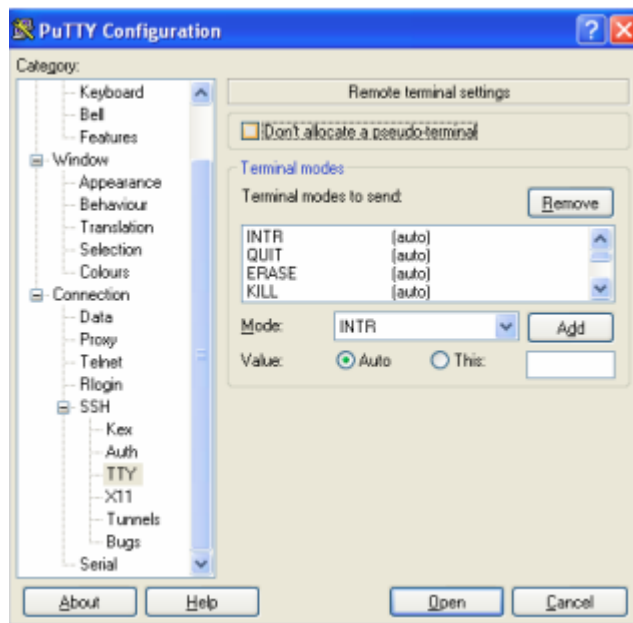 PuTTY Configuration
Category:
Keyboard
Bell
Features
Window
Appearance
Behaviour
Translation
Selection
Colours
Connection
Data
Proxy
Telnet
Rlogin
SSH
Kex
Auth
TTY
X11
Tunnels
Bugs
Serial
Remote terminal settings
Don't allocate a pseudo-terminal
Terminal modes
Terminal modes to send:
Remove
INTR (auto)
QUIT (auto)
ERASE (auto)
KILL (auto)
Mode: INTR Add
Value: Auto This:
About Help Open Cancel